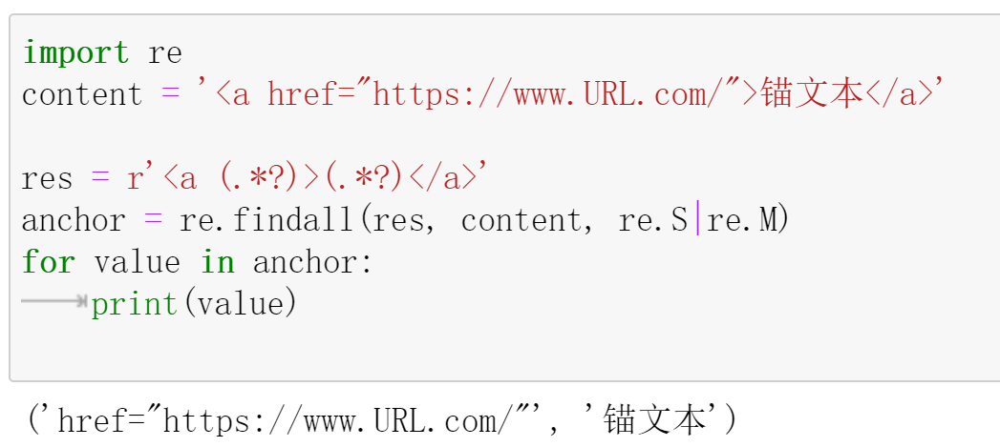 import re
content = '<a href="https://www.URL.com/">锚文本</a>'
res = r'<a (.*?)>(.*?)</a>'
anchor = re.findall(res, content, re.S|re.M)
for value in anchor:
print(value)
('href="https://www.URL.com/"', '锚文本')